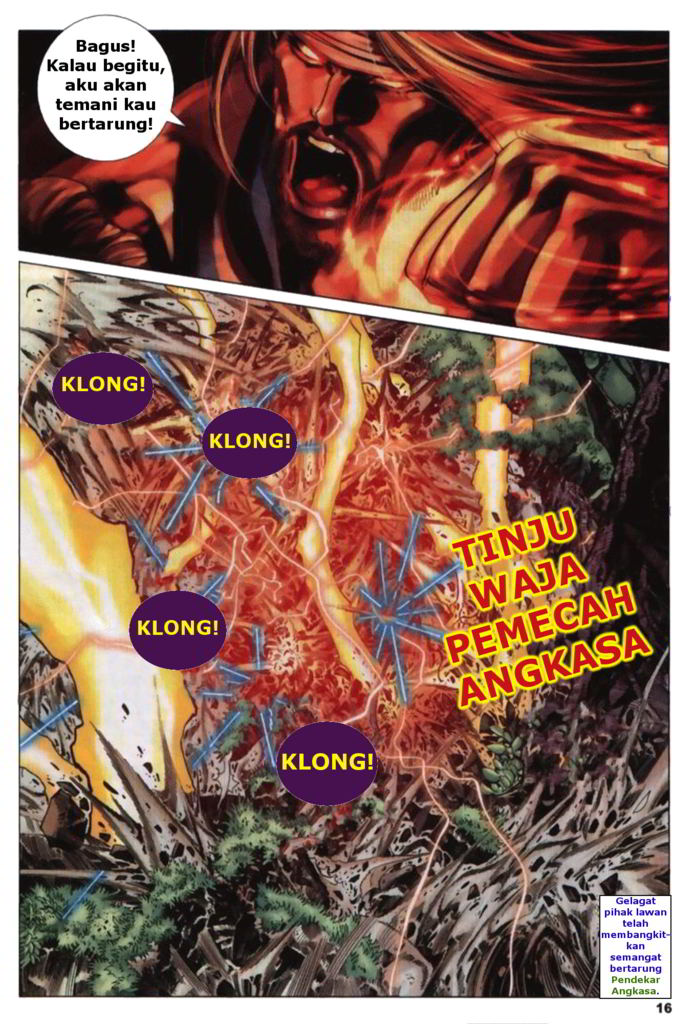 Bagus!
Kalau begitu,
aku akan
temani kau
bertarung!
KLONG!
KLONG!
TINJU
WAJA
PEMECAH
ANGKASA
KLONG!
KLONG!
Gelagat
pihak lawan
telah
membangkit-
kan
semangat
bertarung
Pendekar
Angkasa.
16